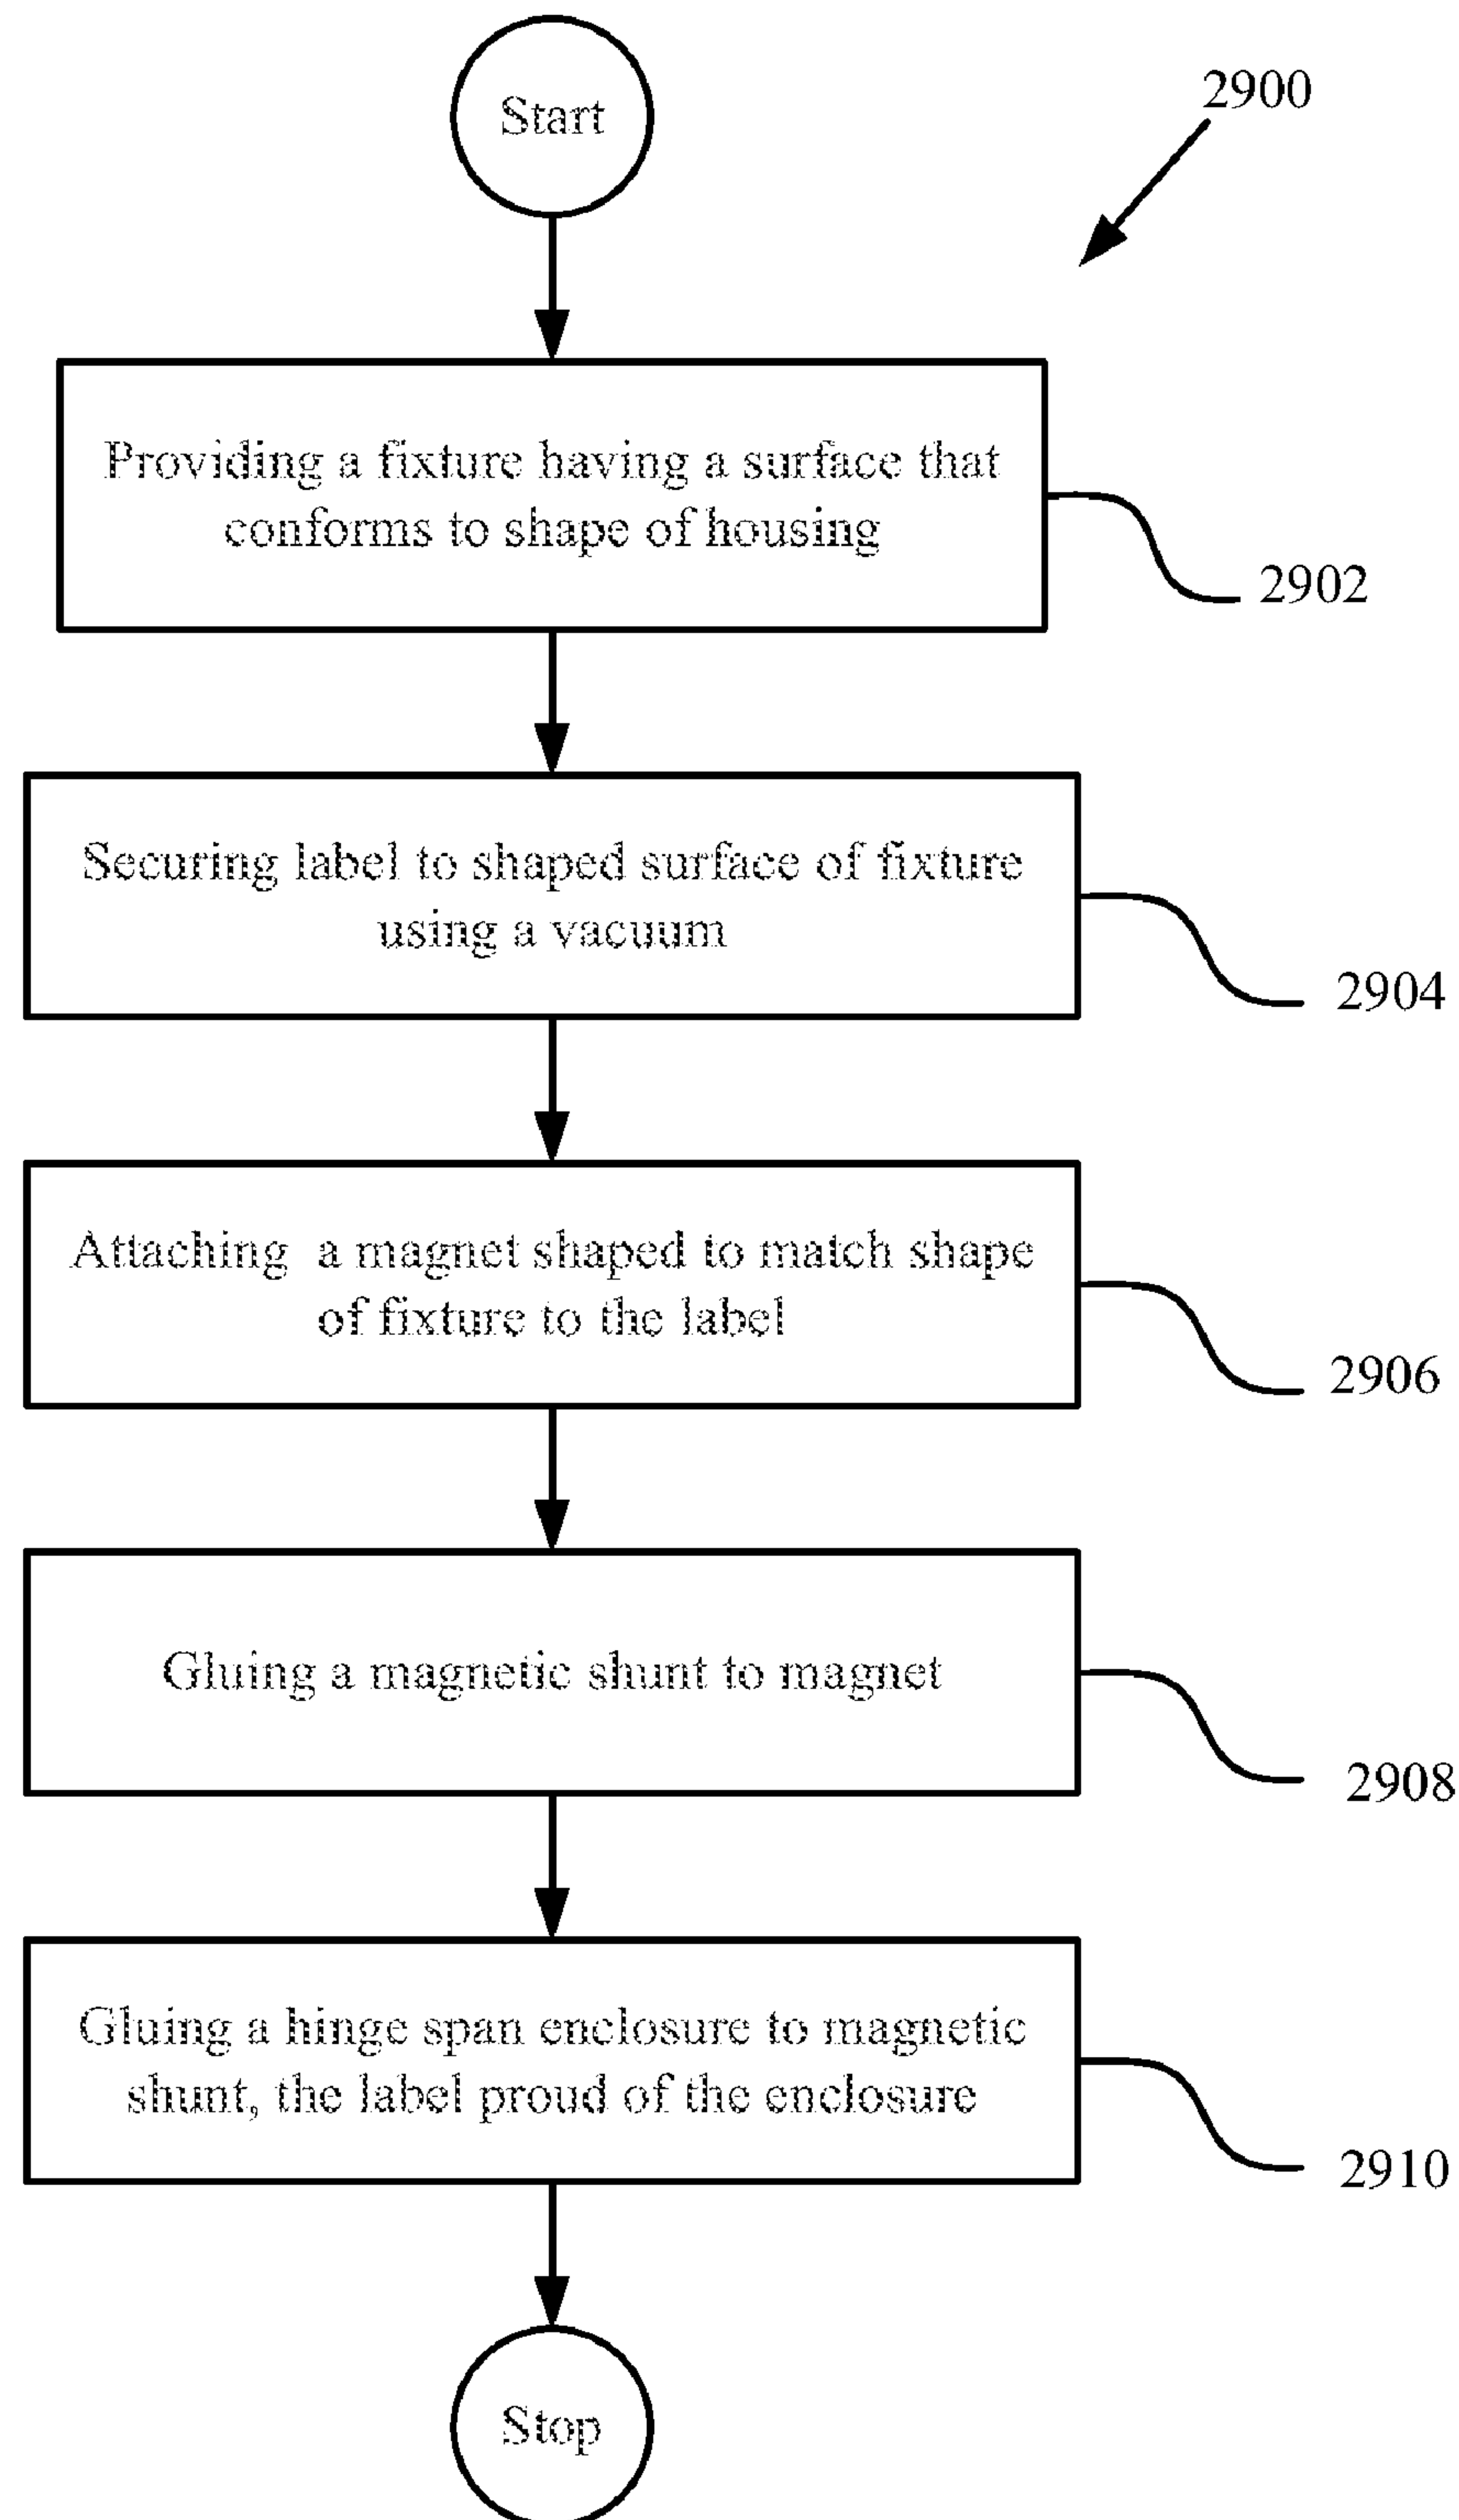 Start
2900
Providing a fixture having a surface that
conforms to shape of housing
2902
Securing label to shaped surface of fixture
using a vacuum
2904
Attaching  a magnet shaped to match shape
of fixture to the label
2906
Gluing a magnetic shunt to magnet
2908
Gluing a hinge span enclosure to magnetic
shunt, the label proud of the enclosure
2910
Stop